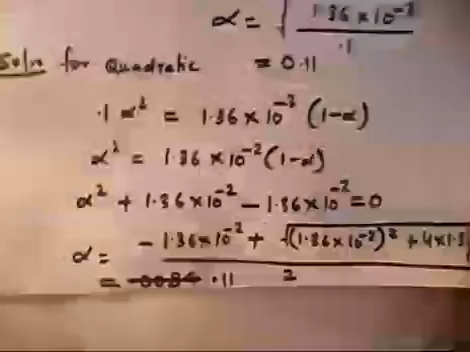 α = √ 1.36 × 10⁻³ / .1
Soln for Quadratic = 0.11
.1 α² = 1.36 × 10⁻³ (1-α)
α² = 1.36 × 10⁻² (1-α)
α² + 1.36 × 10⁻² - 1.36 × 10⁻² = 0
α = - 1.36 × 10⁻² + √(1.36 × 10⁻²)² + 4 × 1.3 / 2
= .11